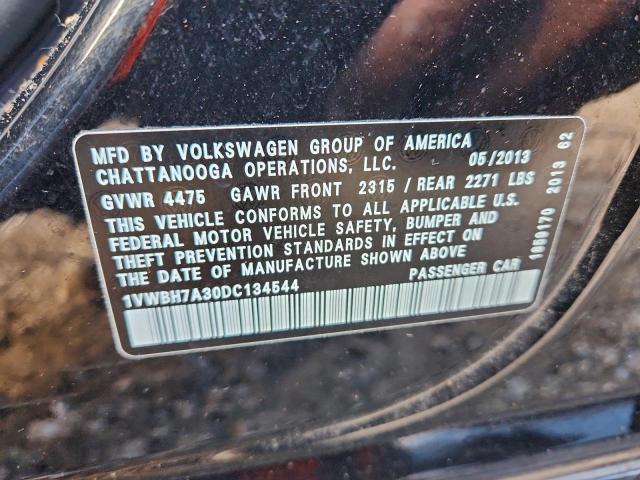 MFD BY VOLKSWAGEN GROUP OF AMERICA
CHATTANOOGA OPERATIONS, LLC. 05/2013
GVWR 4475 GAWR FRONT 2315 / REAR 2271 LBS
THIS VEHICLE CONFORMS TO ALL APPLICABLE U.S.
FEDERAL MOTOR VEHICLE SAFETY, BUMPER AND
THEFT PREVENTION STANDARDS IN EFFECT ON
THE DATE OF MANUFACTURE SHOWN ABOVE
1VWBH7A30DC134544 PASSENGER CAR
2013 62